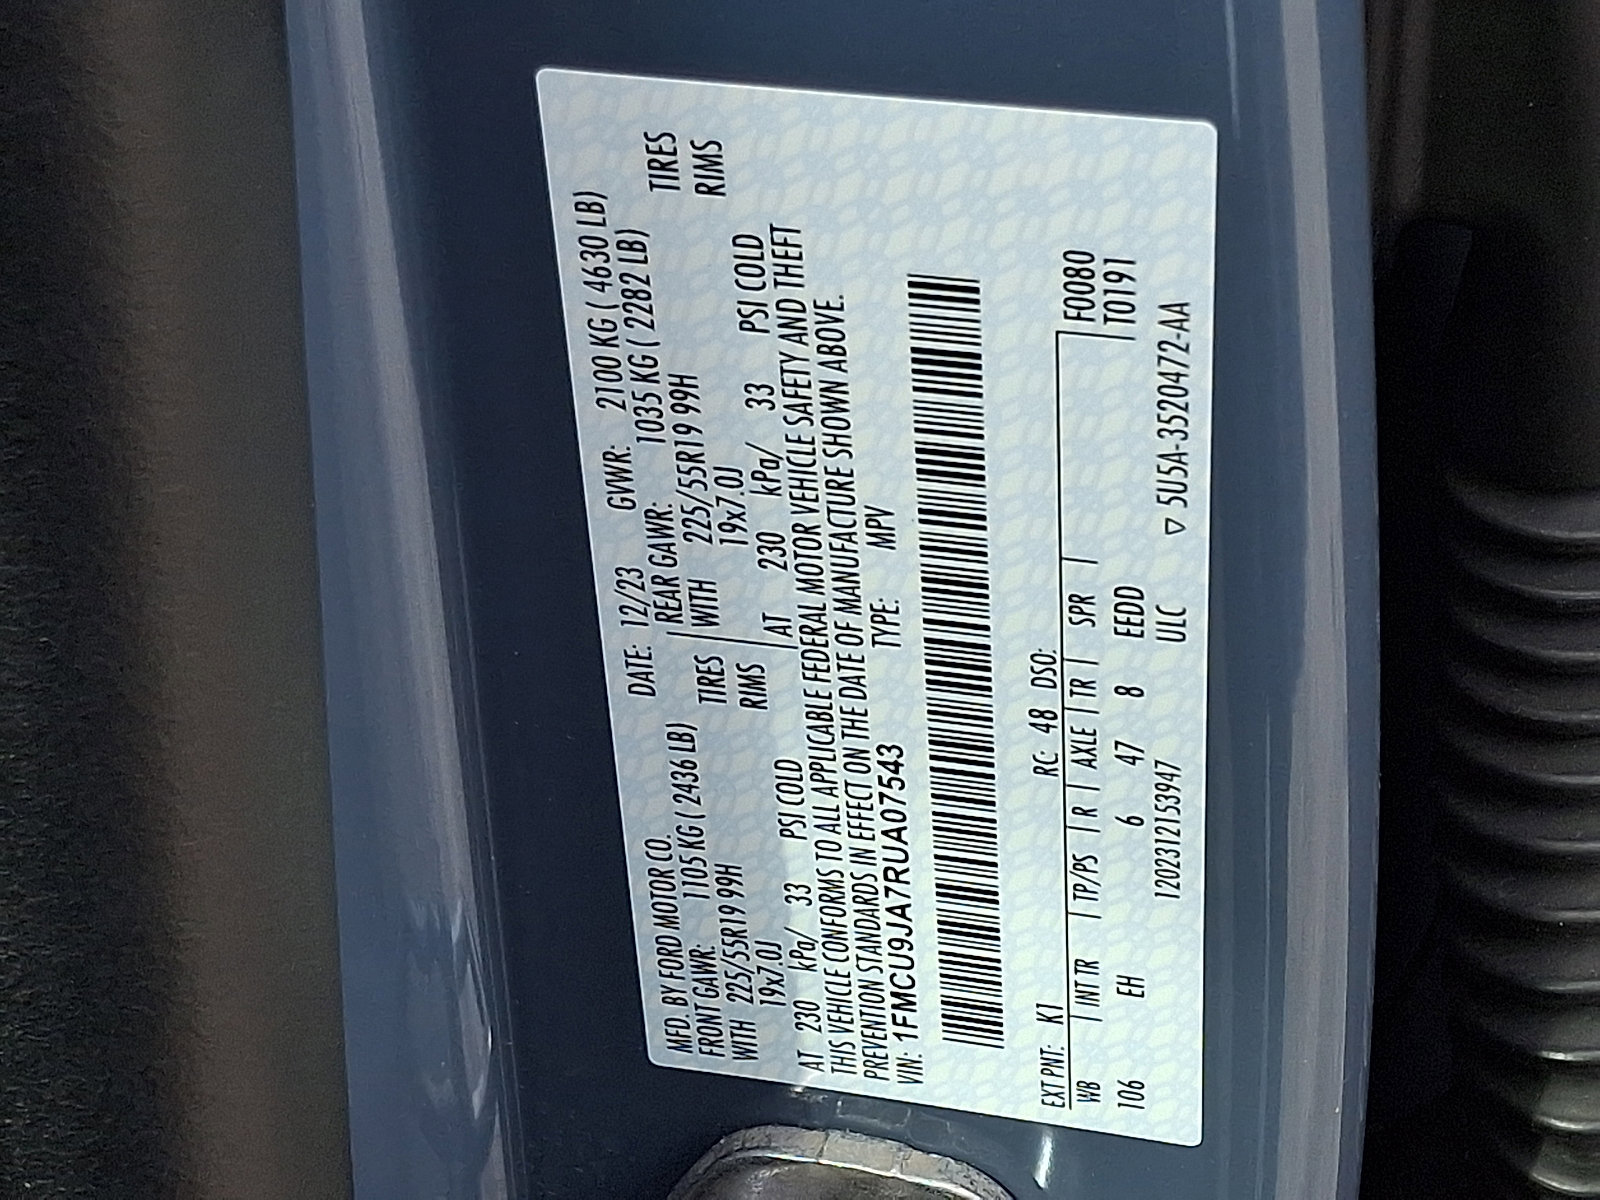 MFD. BY FORD MOTOR CO. DATE: 12/23 GVWR: 2100 KG ( 4630 LB)
FRONT GAWR: 1105 KG ( 2436 LB) REAR GAWR: 1035 KG ( 2282 LB)
WITH 225/55R19 99H TIRES WITH 225/55R19 99H TIRES
19x7.0J RIMS 19x7.0J RIMS
AT 230 kPa/ 33 PSI COLD AT 230 kPa/ 33 PSI COLD
THIS VEHICLE CONFORMS TO ALL APPLICABLE FEDERAL MOTOR VEHICLE SAFETY AND THEFT
PREVENTION STANDARDS IN EFFECT ON THE DATE OF MANUFACTURE SHOWN ABOVE.
VIN: 1FMCU9JA7RUA07543 TYPE: MPV
EXT PNT: K1 RC: 48 DSO: F0080
WB | INT TR | TP/PS | R | AXLE | TR | SPR | T0191
106 EH 6 47 8 EEDD
120231215394​7 ULC ▽ 5U5A-3520472-AA